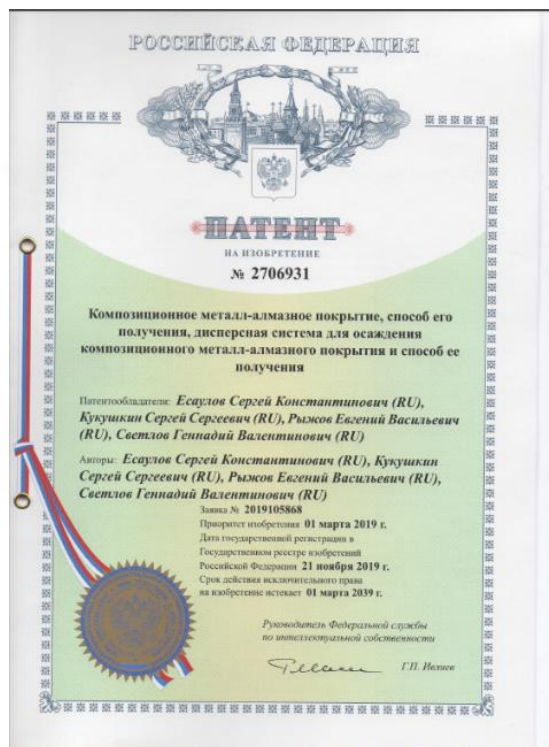 РОССИЙСКАЯ ФЕДЕРАЦИЯ
ПАТЕНТ
НА ИЗОБРЕТЕНИЕ
№ 2706931
Композиционное металл-алмазное покрытие, способ его
получения, дисперсная система для осаждения
композиционного металл-алмазного покрытия и способ ее
получения
Патентообладатели: Есаулов Сергей Константинович (RU),
Кукушкин Сергей Сергеевич (RU), Рыжов Евгений Васильевич
(RU), Светлов Геннадий Валентинович (RU)
Авторы: Есаулов Сергей Константинович (RU), Кукушкин
Сергей Сергеевич (RU), Рыжов Евгений Васильевич (RU),
Светлов Геннадий Валентинович (RU)
Заявка № 2019105868
Приоритет изобретения 01 марта 2019 г.
Дата государственной регистрации в
Государственном реестре изобретений
Российской Федерации 21 ноября 2019 г.
Срок действия исключительного права
на изобретение истекает 01 марта 2039 г.
Руководитель Федеральной службы
по интеллектуальной собственности
Г.П. Ивлиев